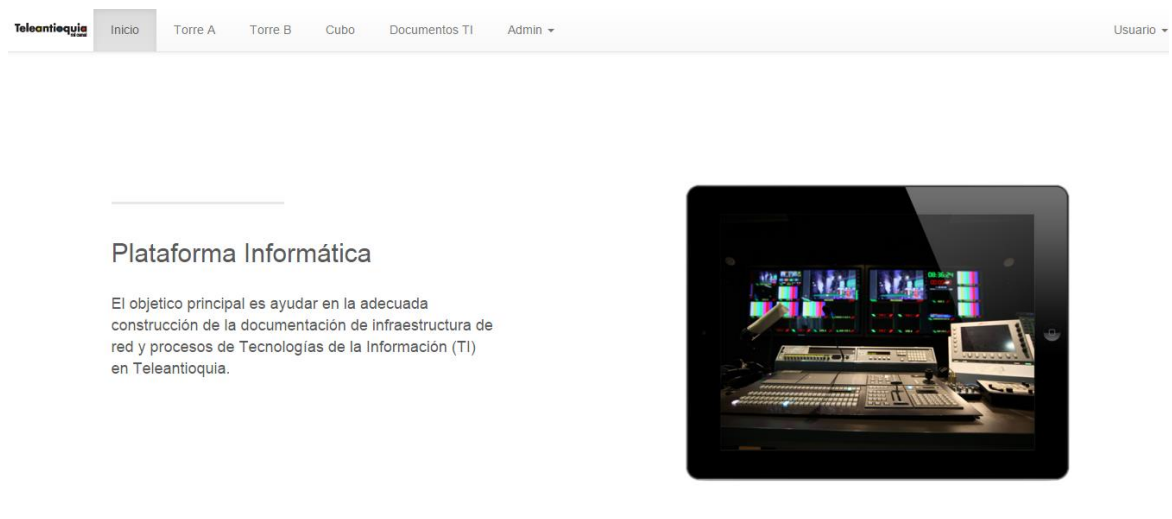 Teleantioquia
Inicio Torre A Torre B Cubo Documentos TI Admin Usuario
Plataforma Informática
El objetico principal es ayudar en la adecuada
construcción de la documentación de infraestructura de
red y procesos de Tecnologías de la Información (TI)
en Teleantioquia.